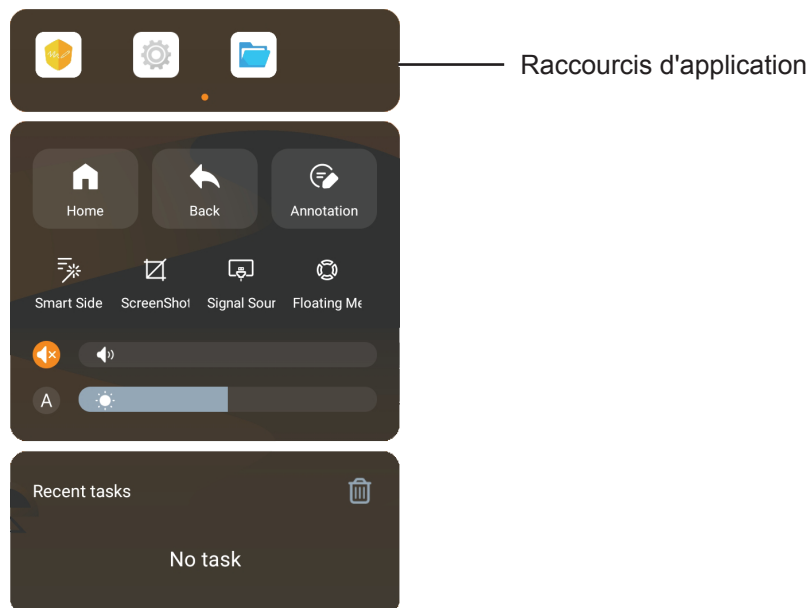 Raccourcis d'application
Home Back Annotation
Smart Side ScreenShot Signal Sour Floating Me
A
Recent tasks
No task